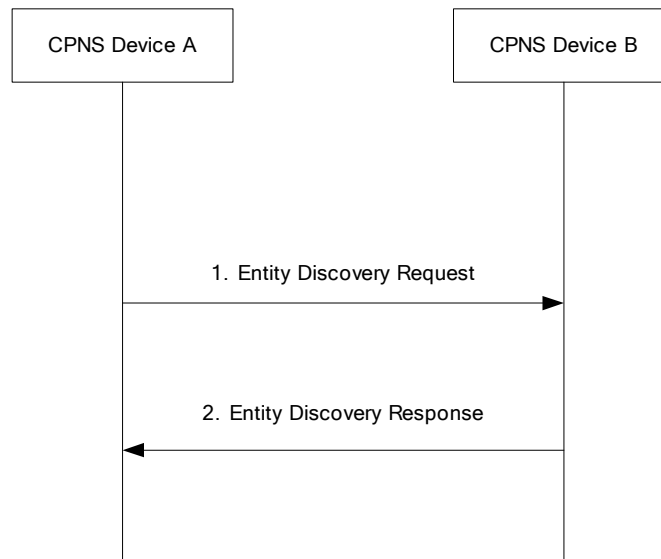 CPNS Device A
CPNS Device B
1. Entity Discovery Request
2. Entity Discovery Response